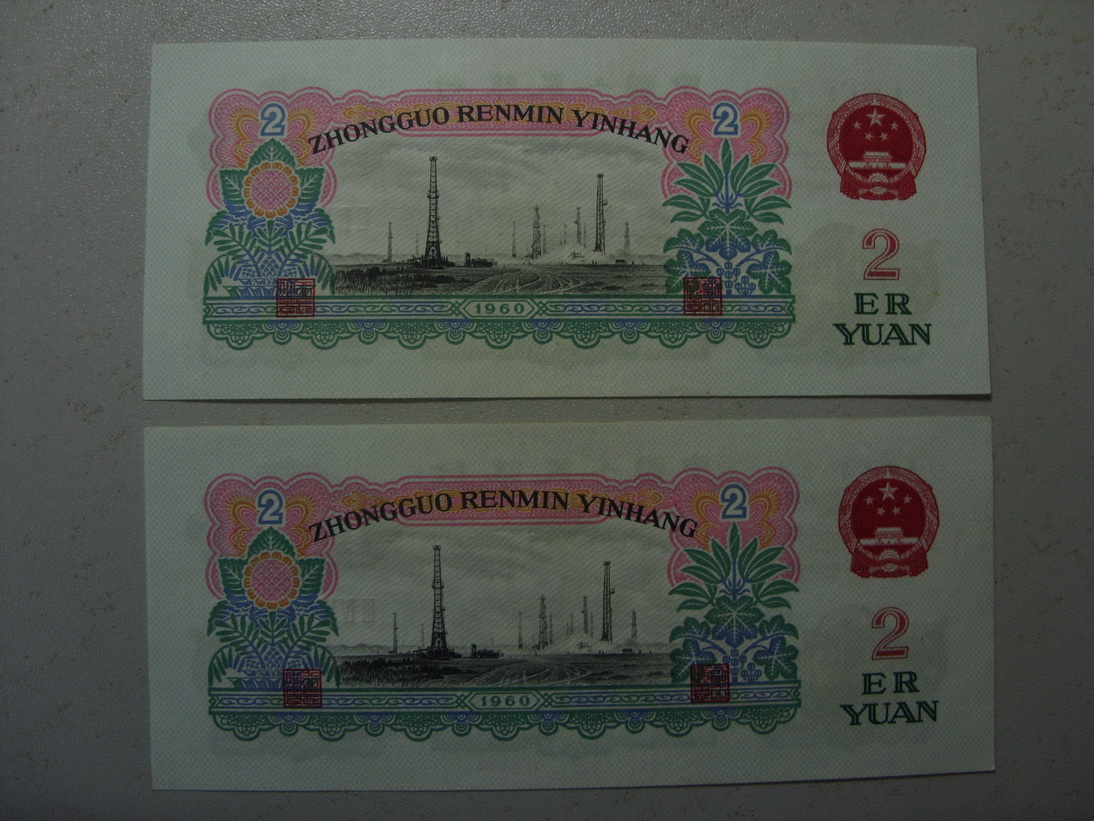 2 ZHONGGUO RENMIN YINHANG 2
2
ER
YUAN
1960
2 ZHONGGUO RENMIN YINHANG 2
2
ER
YUAN
1960